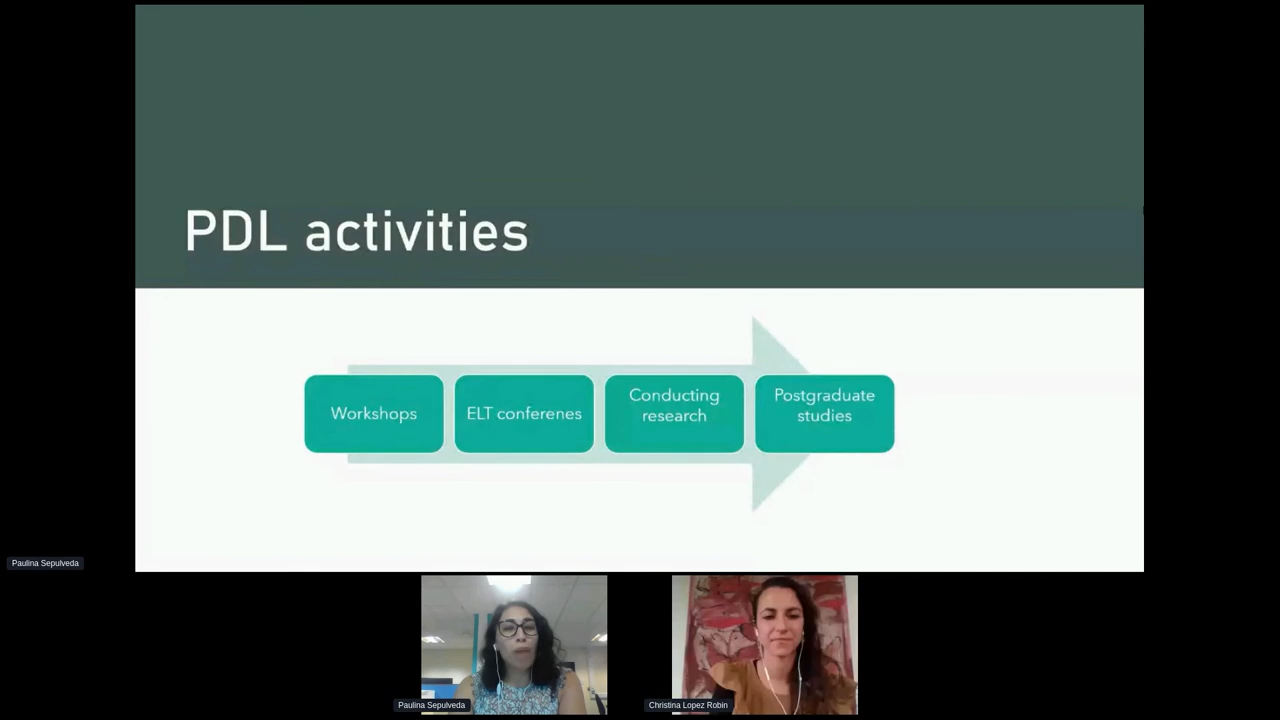 PDL activities
Workshops
ELT conferenes
Conducting
research
Postgraduate
studies
Paulina Sepulveda
Paulina Sepulveda
Christina Lopez Robin